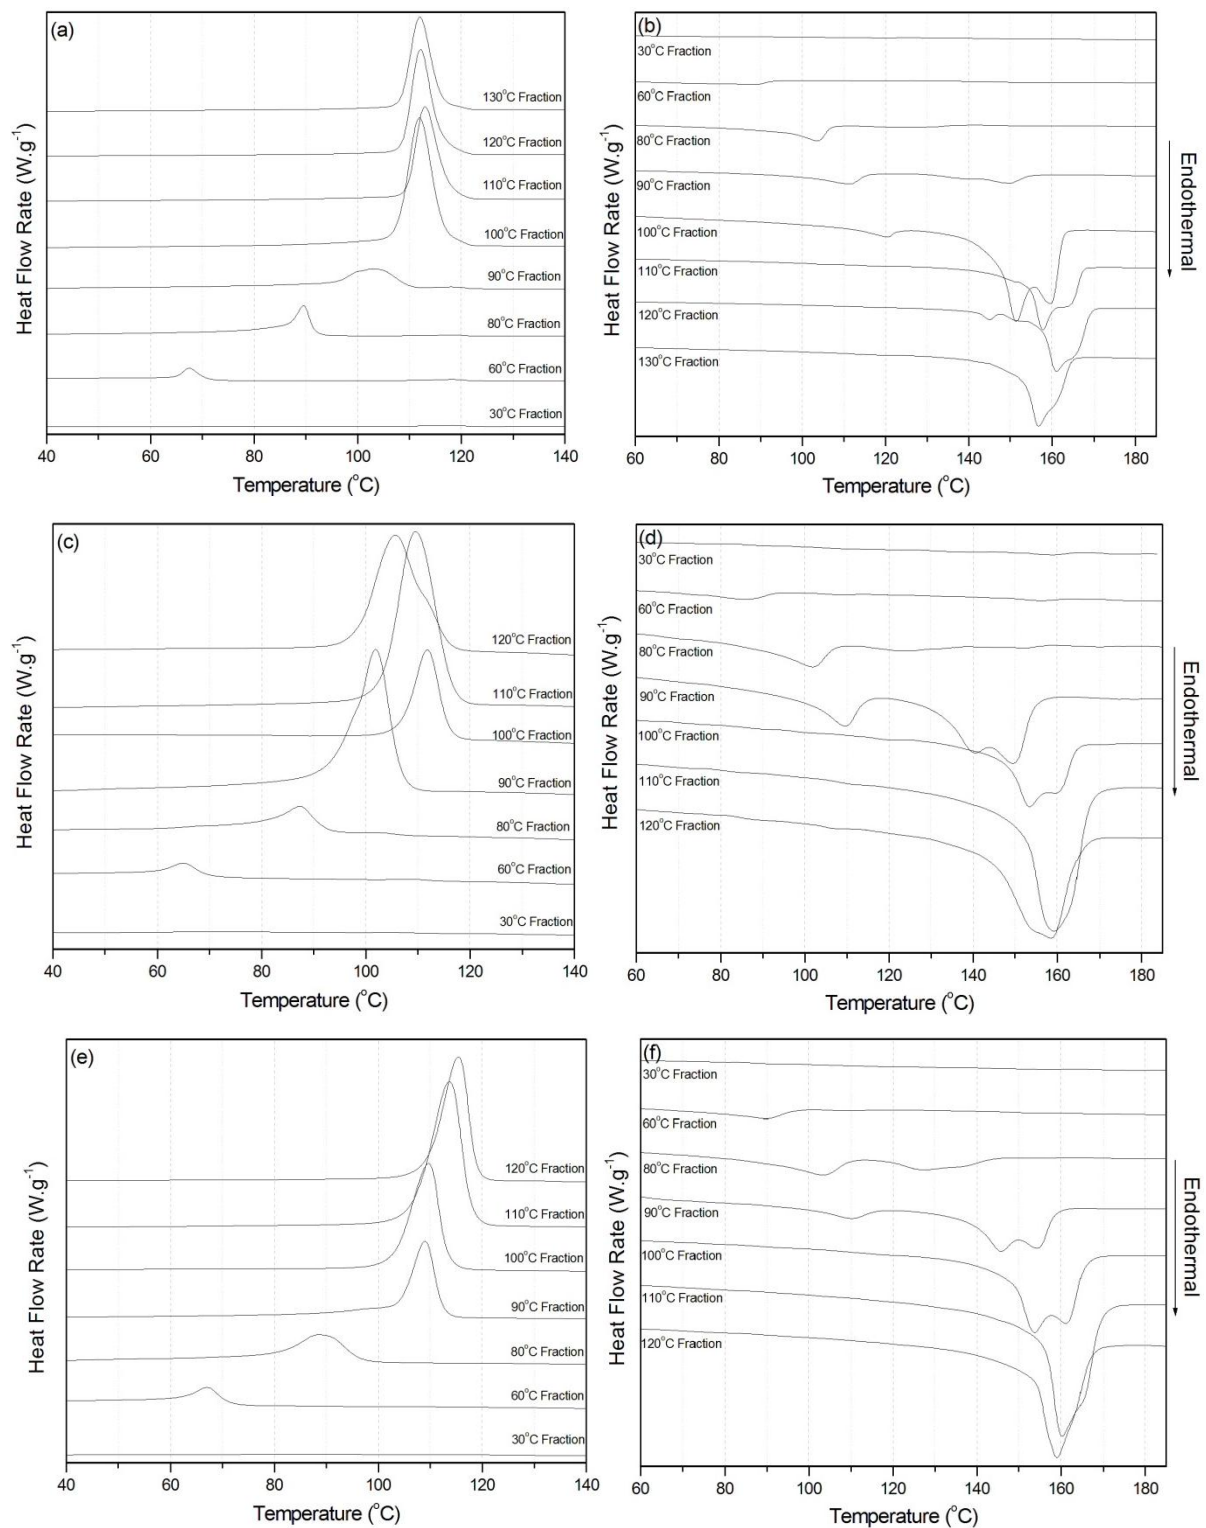 (a)
130°C Fraction
120°C Fraction
110°C Fraction
100°C Fraction
90°C Fraction
80°C Fraction
60°C Fraction
30°C Fraction
Heat Flow Rate (W.g⁻¹)
40 60 80 100 120 140
Temperature (°C)
(b)
30°C Fraction
60°C Fraction
80°C Fraction
90°C Fraction
100°C Fraction
110°C Fraction
120°C Fraction
130°C Fraction
Heat Flow Rate (W.g⁻¹)
Endothermal
60 80 100 120 140 160 180
Temperature (°C)
(c)
120°C Fraction
110°C Fraction
100°C Fraction
90°C Fraction
80°C Fraction
60°C Fraction
30°C Fraction
Heat Flow Rate (W.g⁻¹)
40 60 80 100 120 140
Temperature (°C)
(d)
30°C Fraction
60°C Fraction
80°C Fraction
90°C Fraction
100°C Fraction
110°C Fraction
120°C Fraction
Heat Flow Rate (W.g⁻¹)
Endothermal
60 80 100 120 140 160 180
Temperature (°C)
(e)
120°C Fraction
110°C Fraction
100°C Fraction
90°C Fraction
80°C Fraction
60°C Fraction
30°C Fraction
Heat Flow Rate (W.g⁻¹)
40 60 80 100 120 140
Temperature (°C)
(f)
30°C Fraction
60°C Fraction
80°C Fraction
90°C Fraction
100°C Fraction
110°C Fraction
120°C Fraction
Heat Flow Rate (W.g⁻¹)
Endothermal
60 80 100 120 140 160 180
Temperature (°C)